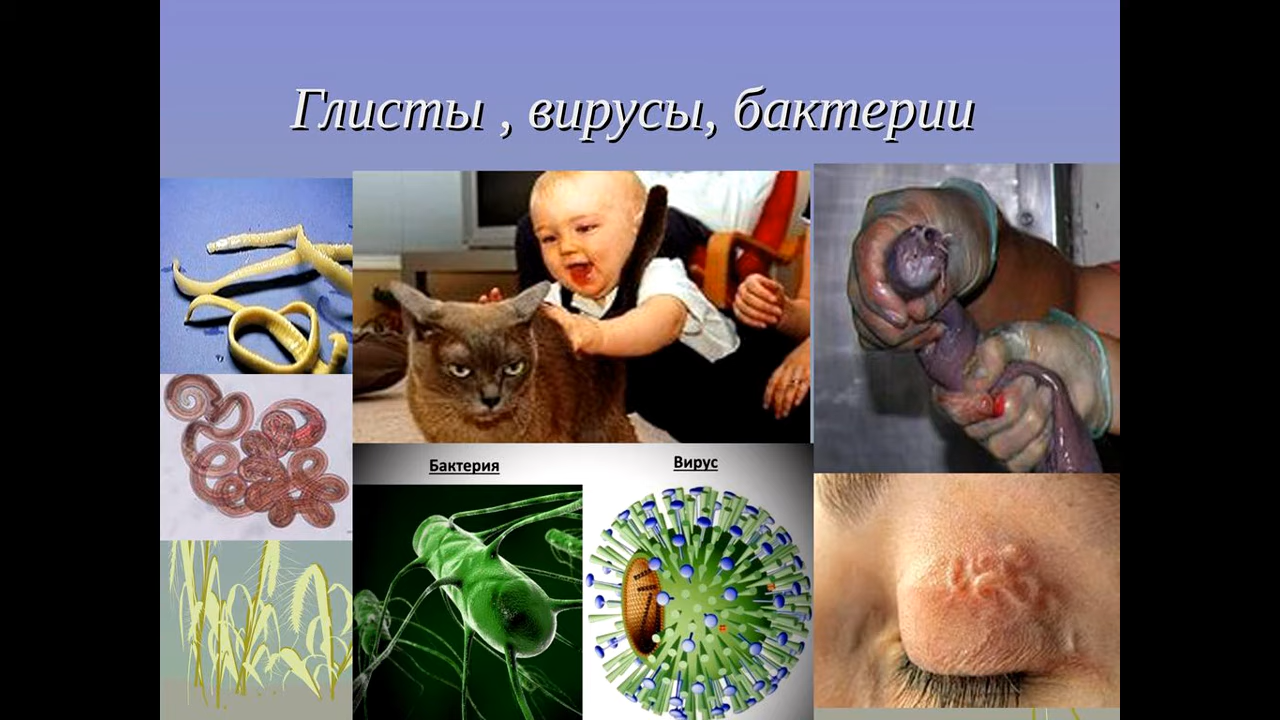 Глисты , вирусы, бактерии
Бактерия
Вирус